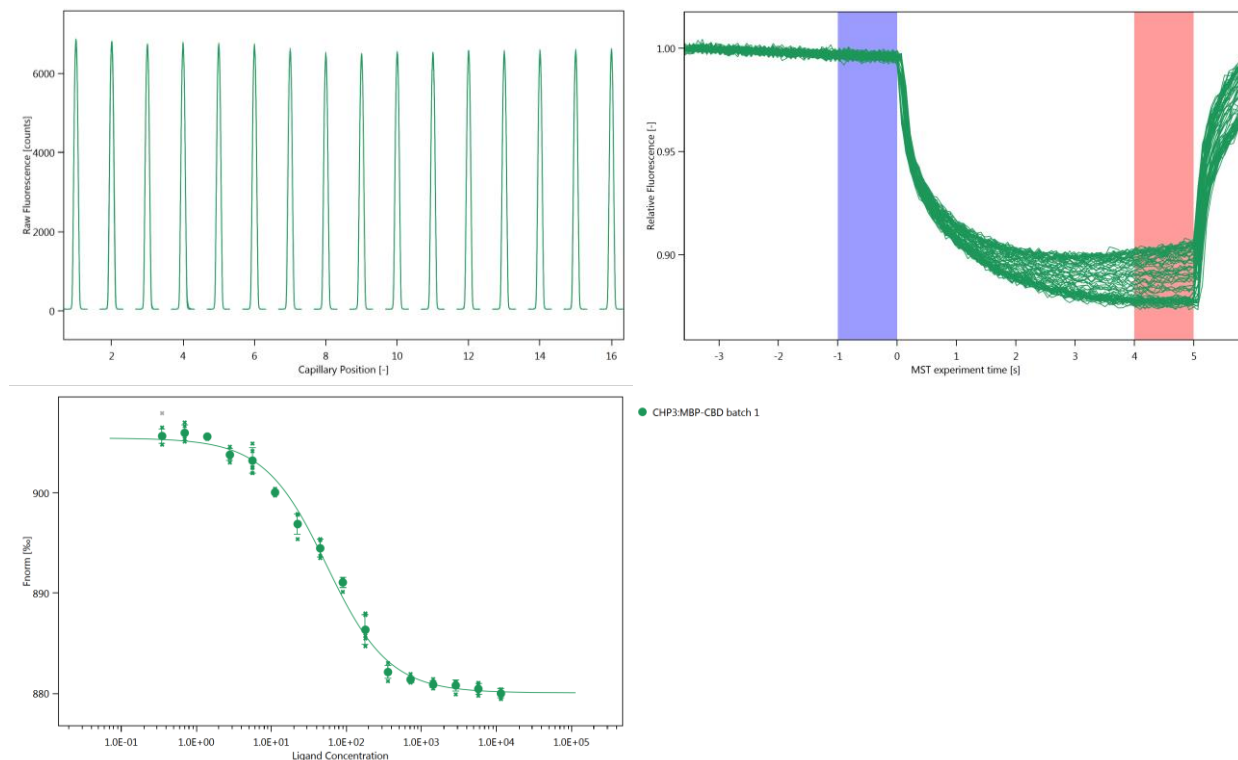 Raw Fluorescence [counts]
6000
4000
2000
0
2
4
6
8
10
12
14
16
Capillary Position [-]
Relative Fluorescence [-]
1.00
0.95
0.90
-3
-2
-1
0
1
2
3
4
5
MST experiment time [s]
Fnorm [‰]
900
890
880
1.0E-01
1.0E+00
1.0E+01
1.0E+02
1.0E+03
1.0E+04
1.0E+05
Ligand Concentration
CHP3:MBP-CBD batch 1